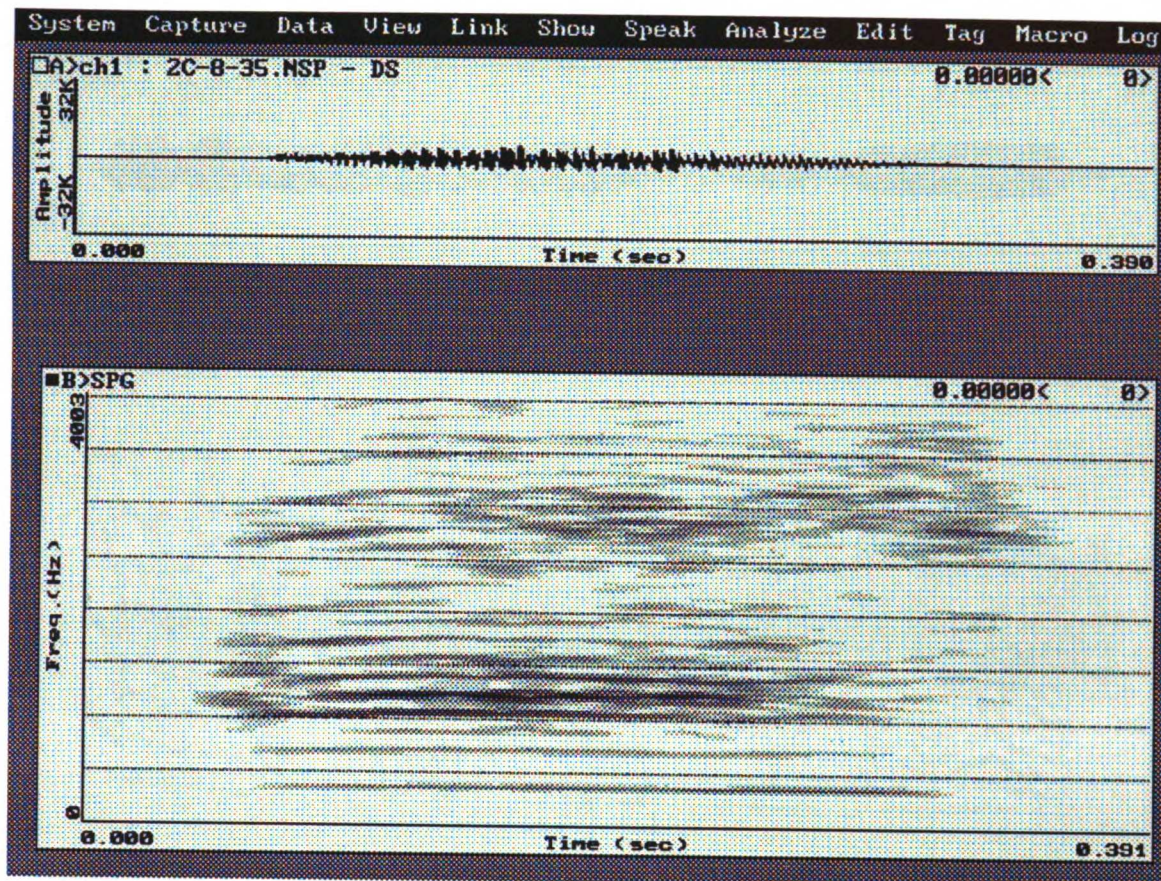 System Capture Data View Link Show Speak Analyze Edit Tag Macro Log
A>ch1 : 2C-8-35.NSP - DS 0.00000< 0>
Amplitude
32K
-32K
0.000 Time (sec) 0.390
B>SPG 0.00000< 0>
4003
Freq.(Hz)
0
0.000 Time (sec) 0.391